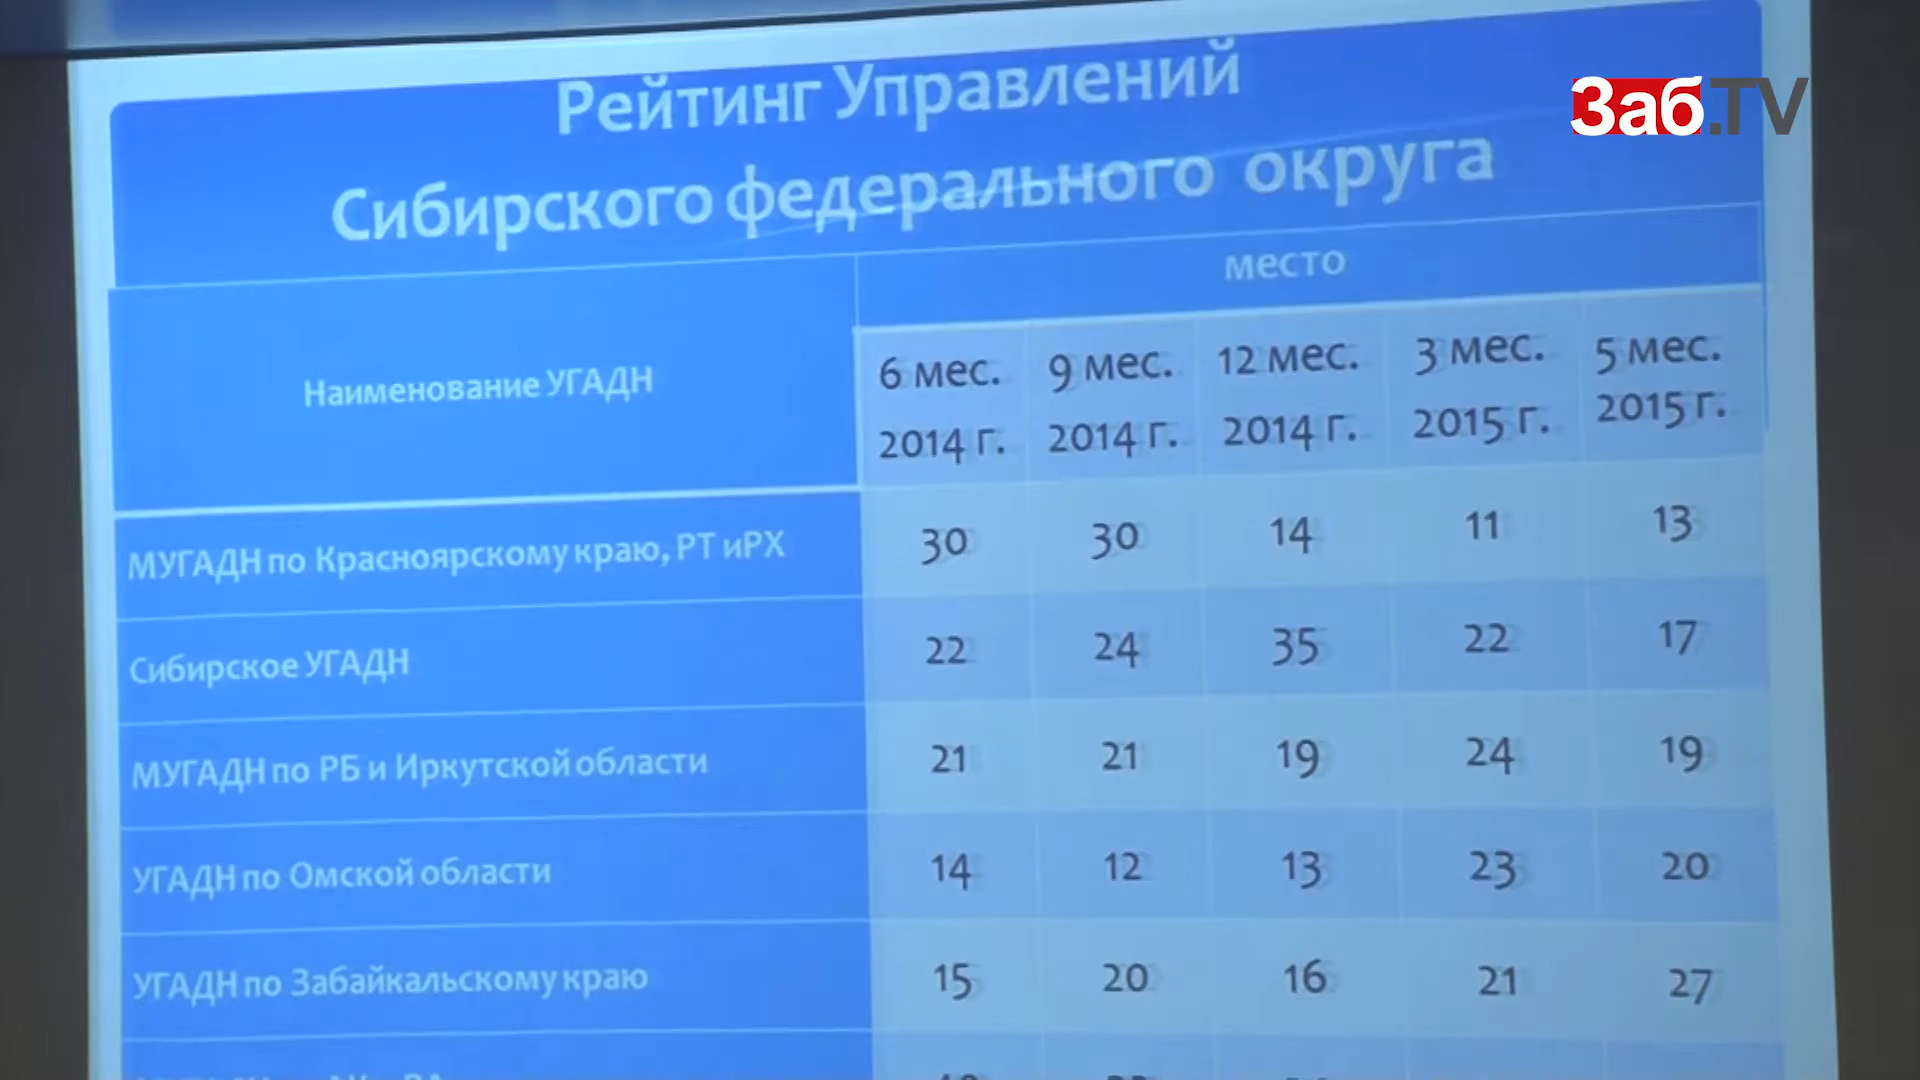 Рейтинг Управлений
Заб.TV
Сибирского федерального округа
место
Наименование УГАДН
6 мес. 2014 г.
9 мес. 2014 г.
12 мес. 2014 г.
3 мес. 2015 г.
5 мес. 2015 г.
МУГАДН по Красноярскому краю, РТ иРХ 30 30 14 11 13
Сибирское УГАДН 22 24 35 22 17
МУГАДН по РБ и Иркутской области 21 21 19 24 19
УГАДН по Омской области 14 12 13 23 20
УГАДН по Забайкальскому краю 15 20 16 21 27